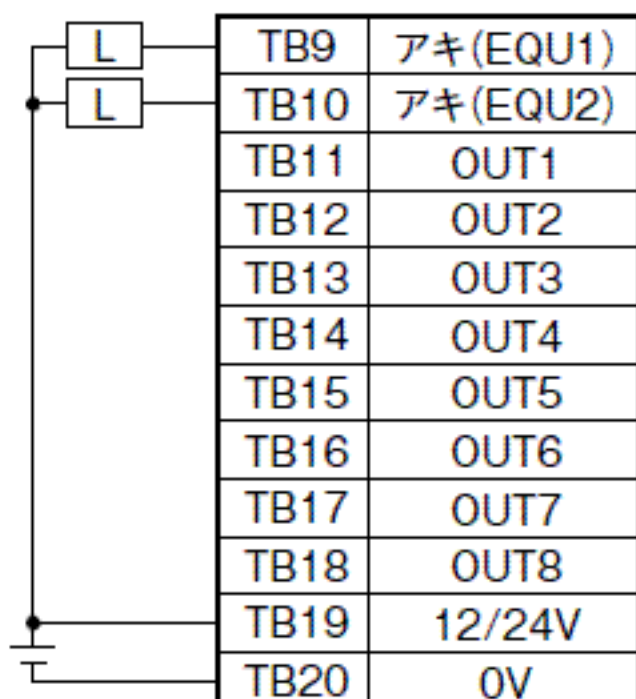 L TB9 アキ(EQU1)
L TB10 アキ(EQU2)
TB11 OUT1
TB12 OUT2
TB13 OUT3
TB14 OUT4
TB15 OUT5
TB16 OUT6
TB17 OUT7
TB18 OUT8
TB19 12/24V
TB20 0V